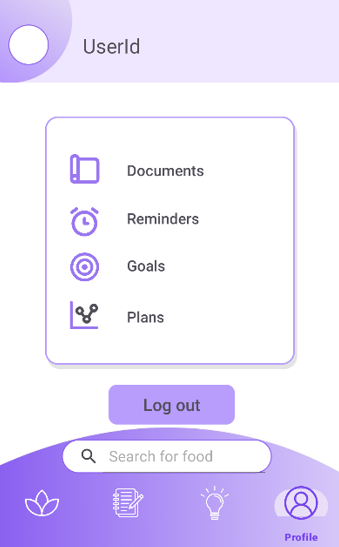 UserId
Documents
Reminders
Goals
Plans
Log out
Search for food
Profile